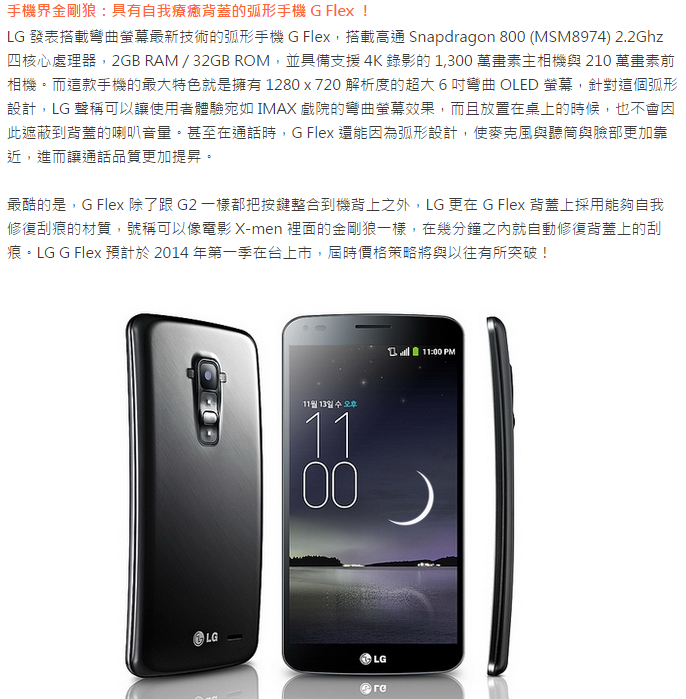 手機界金剛狼：具有自我療癒背蓋的弧形手機 G Flex ！
LG 發表搭載彎曲螢幕最新技術的弧形手機 G Flex，搭載高通 Snapdragon 800 (MSM8974) 2.2Ghz
四核心處理器，2GB RAM / 32GB ROM，並具備支援 4K 錄影的 1,300 萬畫素主相機與 210 萬畫素前
相機。而這款手機的最大特色就是擁有 1280 x 720 解析度的超大 6 吋彎曲 OLED 螢幕，針對這個弧形
設計，LG 聲稱可以讓使用者體驗宛如 IMAX 戲院的彎曲螢幕效果，而且放置在桌上的時候，也不會因
此遮蔽到背蓋的喇叭音量。甚至在通話時，G Flex 還能因為弧形設計，使麥克風與聽筒與臉部更加靠
近，進而讓通話品質更加提昇。
最酷的是，G Flex 除了跟 G2 一樣都把按鍵整合到機背上之外，LG 更在 G Flex 背蓋上採用能夠自我
修復刮痕的材質，號稱可以像電影 X-men 裡面的金剛狼一樣，在幾分鐘之內就自動修復背蓋上的刮
痕。LG G Flex 預計於 2014 年第一季在台上市，屆時價格策略將與以往有所突破！
11:00 PM
11월 13일 수 오후
11
00
LG
LG